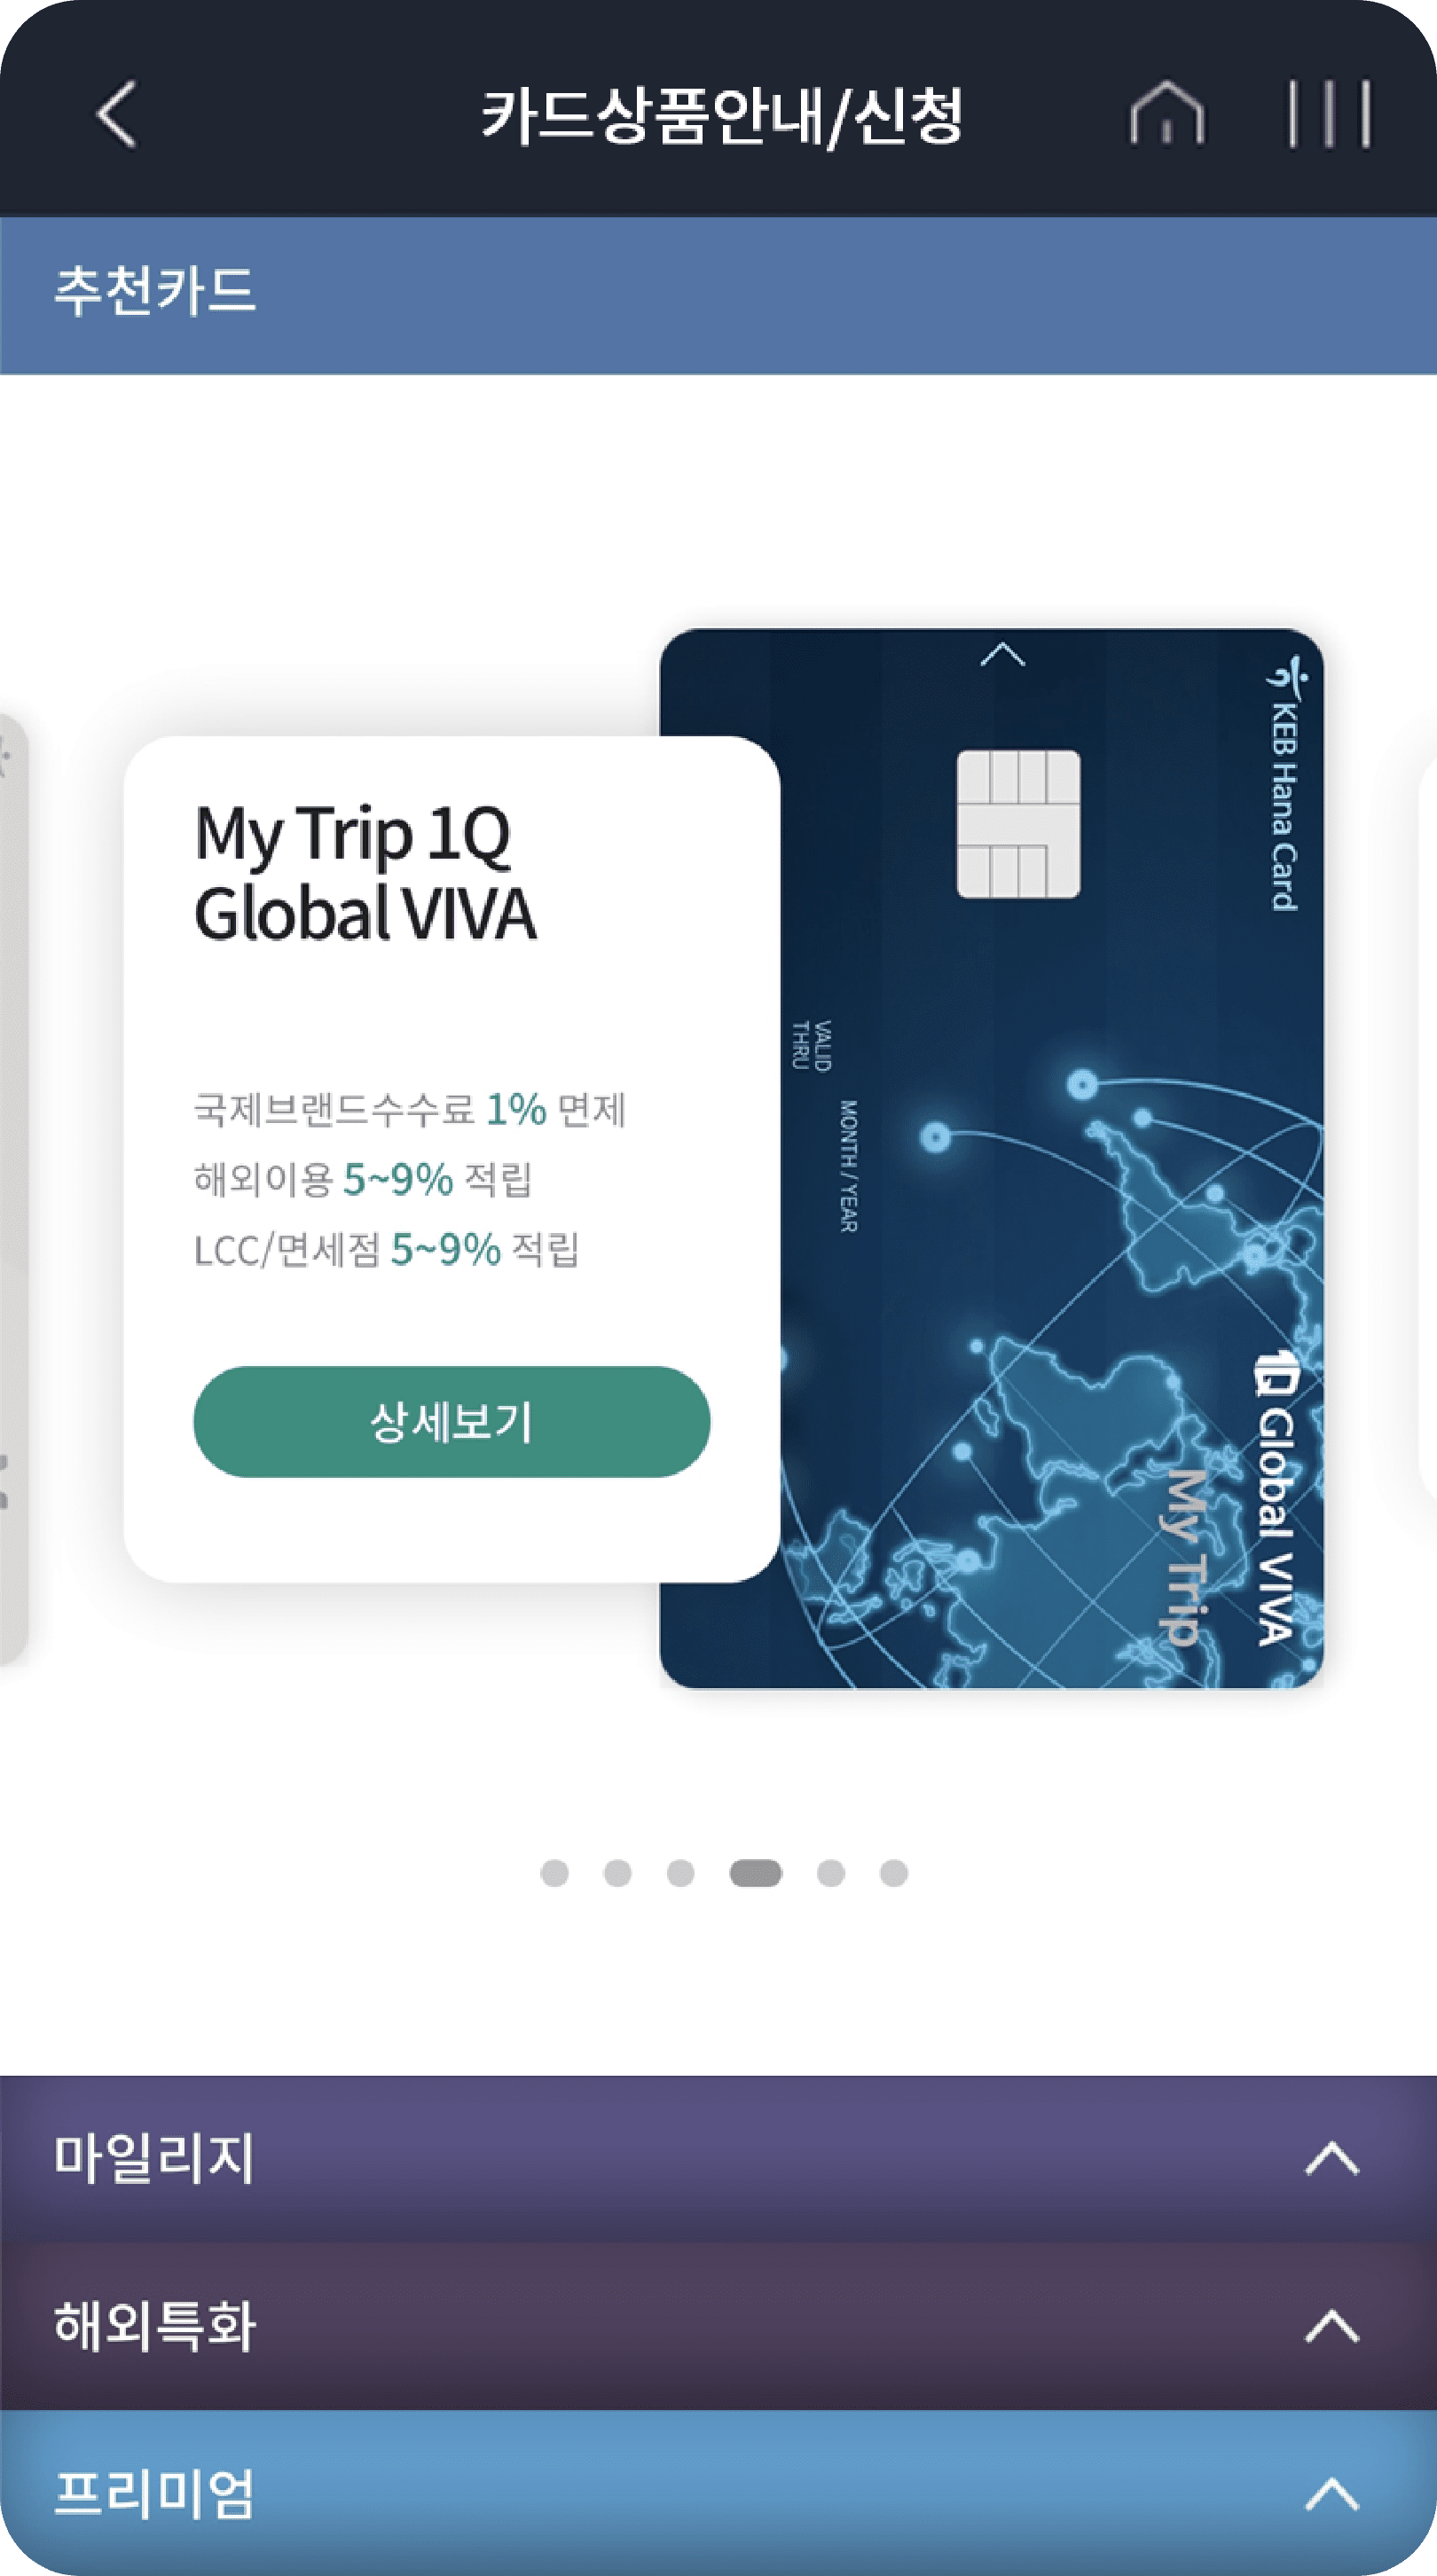 카드상품안내/신청
추천카드
My Trip 1Q
Global VIVA
국제브랜드수수료 1% 면제
해외이용 5~9% 적립
LCC/면세점 5~9% 적립
상세보기
KEB Hana Card
VALID
THRU
MONTH / YEAR
1Q Global VIVA
My Trip
마일리지
해외특화
프리미엄